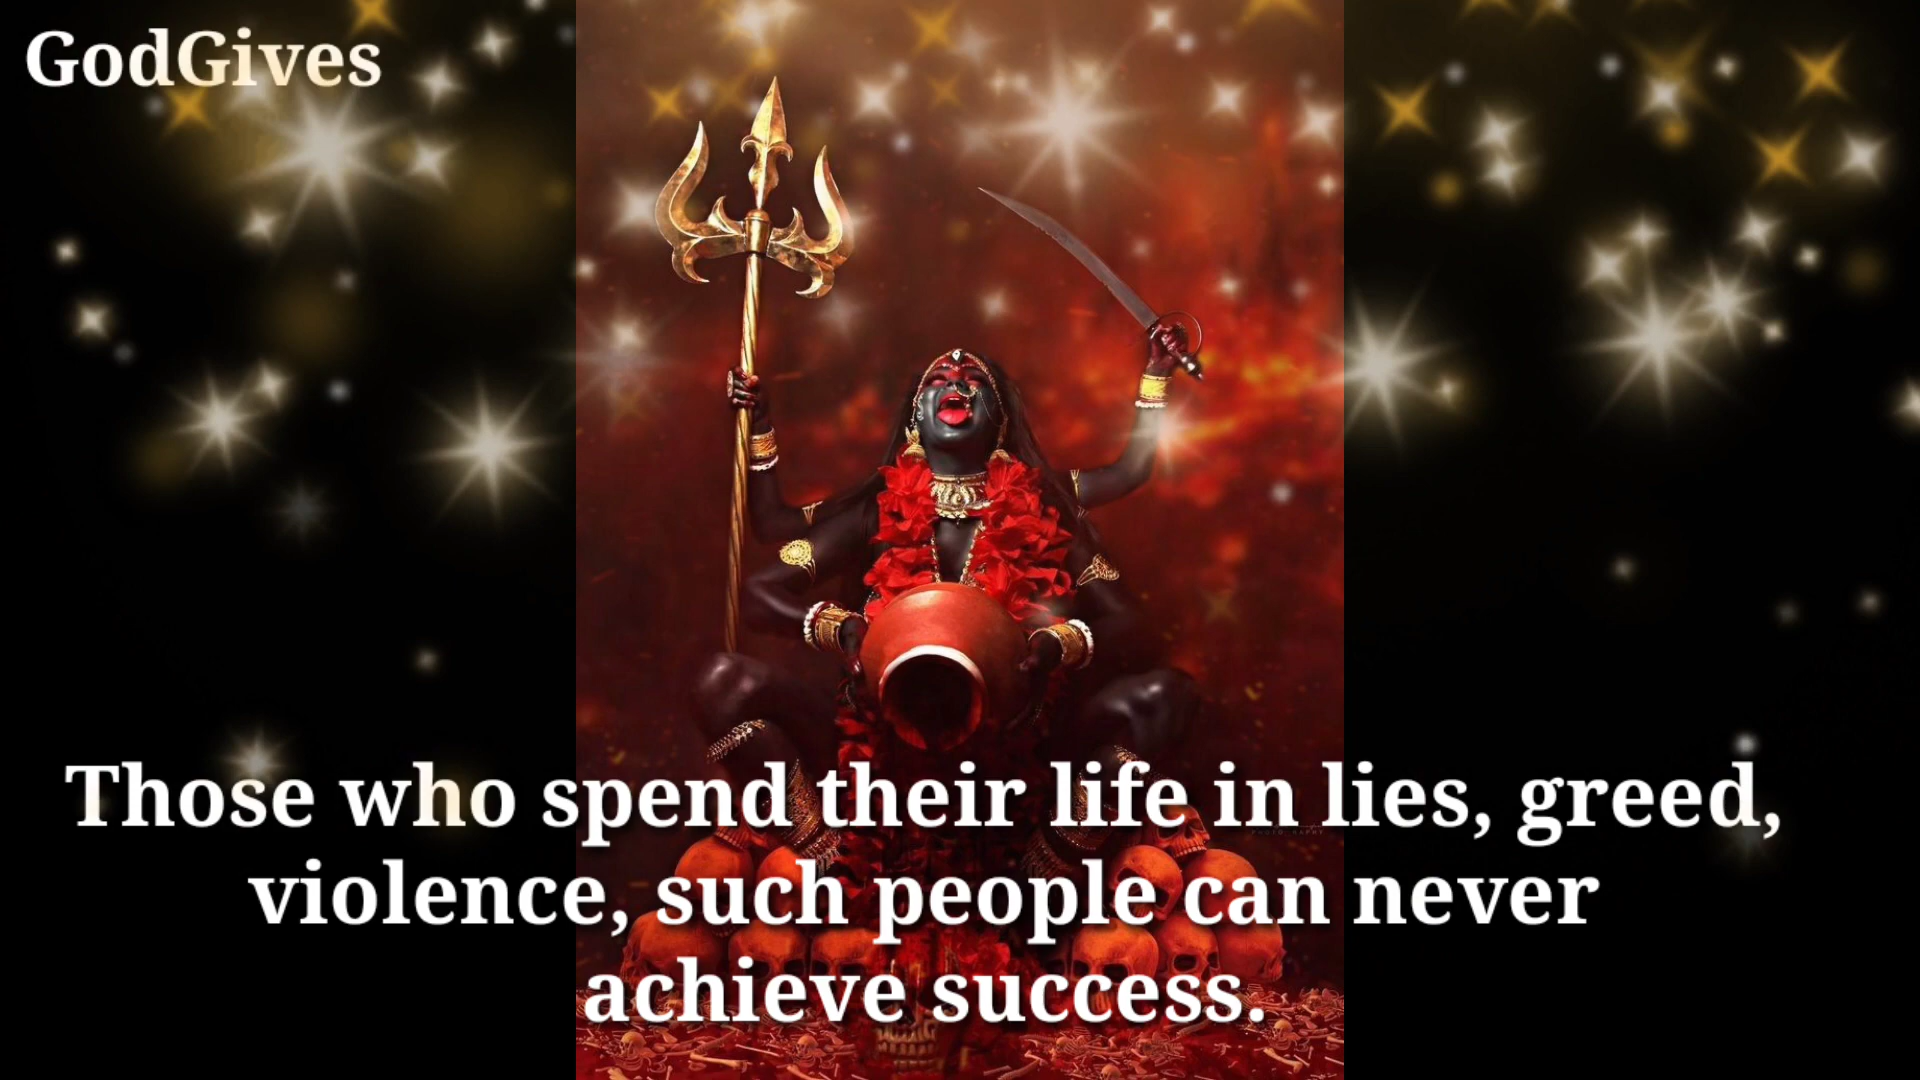 GodGives
Those who spend their life in lies, greed,
violence, such people can never
achieve success.